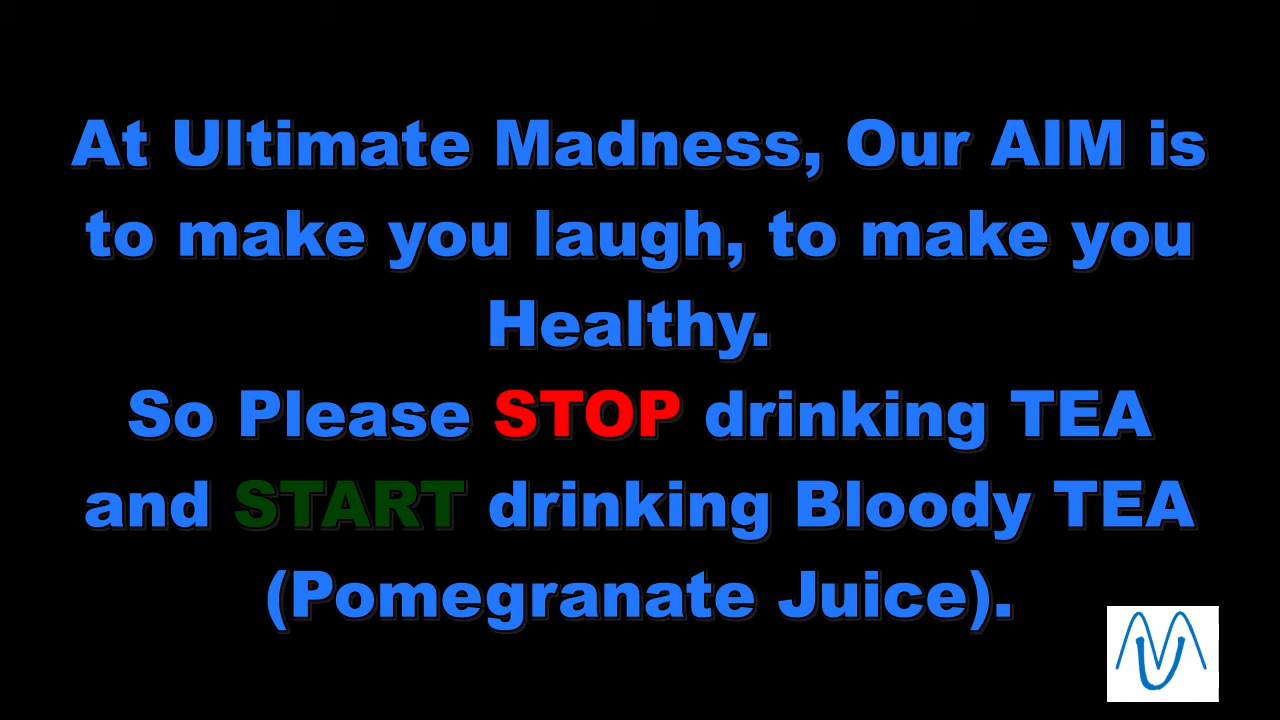 At Ultimate Madness, Our AIM is
to make you laugh, to make you
Healthy.
So Please STOP drinking TEA
and START drinking Bloody TEA
(Pomegranate Juice).